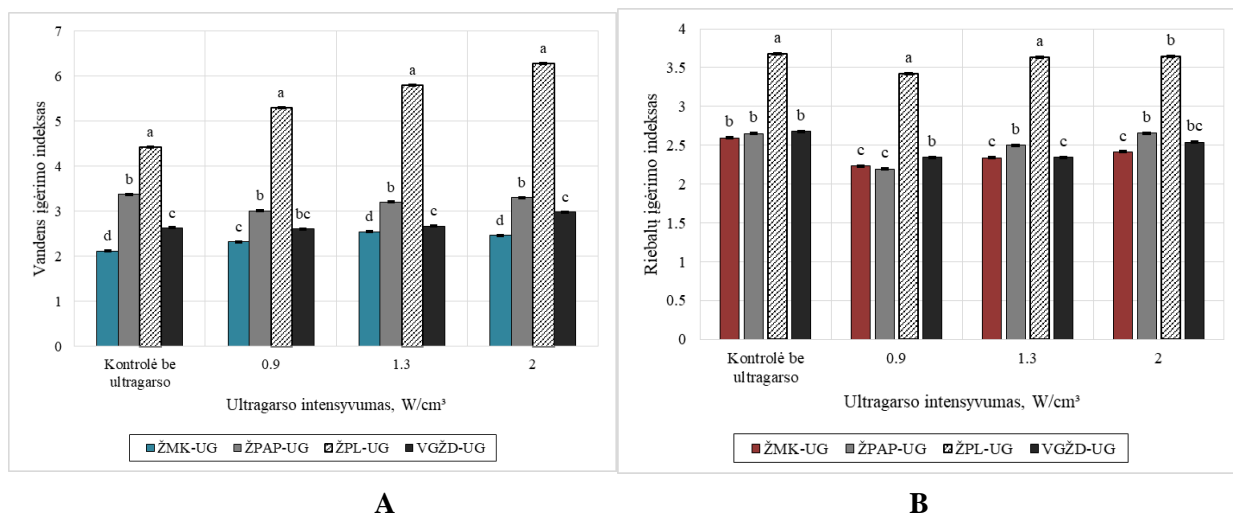 Vandens įgėrimo indeksas
7
6
5
4
3
2
1
0
d b a c
c b a bc
d b a c
d b a c
Kontrolė be
ultragarso
0.9
1.3
2
Ultragarso intensyvumas, W/cm³
ŽMK-UG ŽPAP-UG ŽPL-UG VGŽD-UG
A
Riebalų įgėrimo indeksas
4
3.5
3
2.5
2
1.5
1
0.5
0
b b a b
c c a b
c b a c
c b b bc
Kontrolė be
ultragarso
0.9
1.3
2
Ultragarso intensyvumas, W/cm³
ŽMK-UG ŽPAP-UG ŽPL-UG VGŽD-UG
B